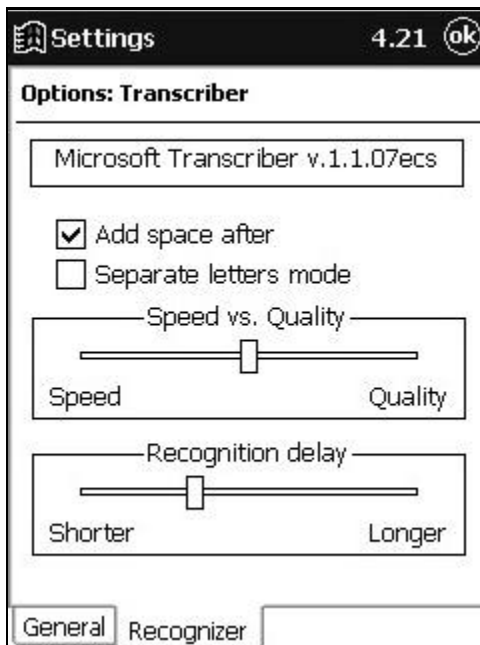 Settings 4.21 ok
Options: Transcriber
Microsoft Transcriber v.1.1.07ecs
Add space after
Separate letters mode
Speed vs. Quality
Speed Quality
Recognition delay
Shorter Longer
General Recognizer